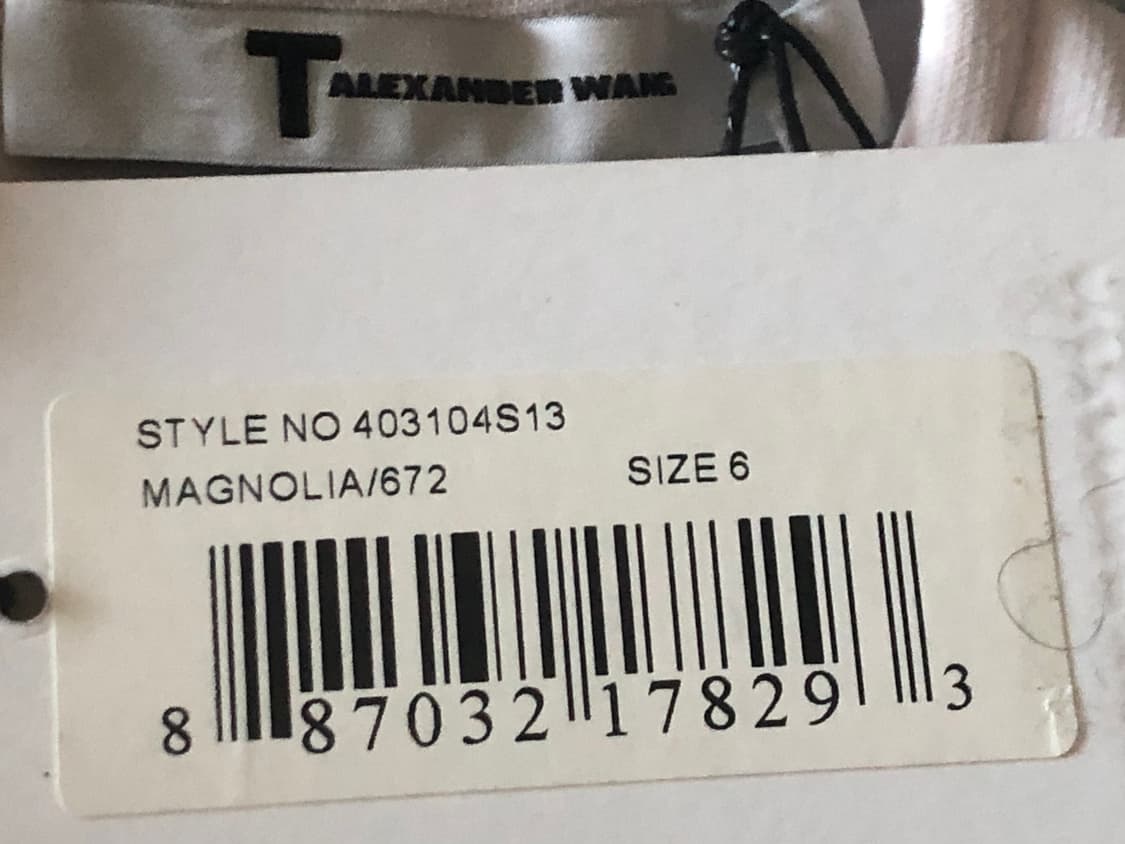 T ALEXANDER WANG
STYLE NO 403104S13
MAGNOLIA/672 SIZE 6
8 87032 17829 3